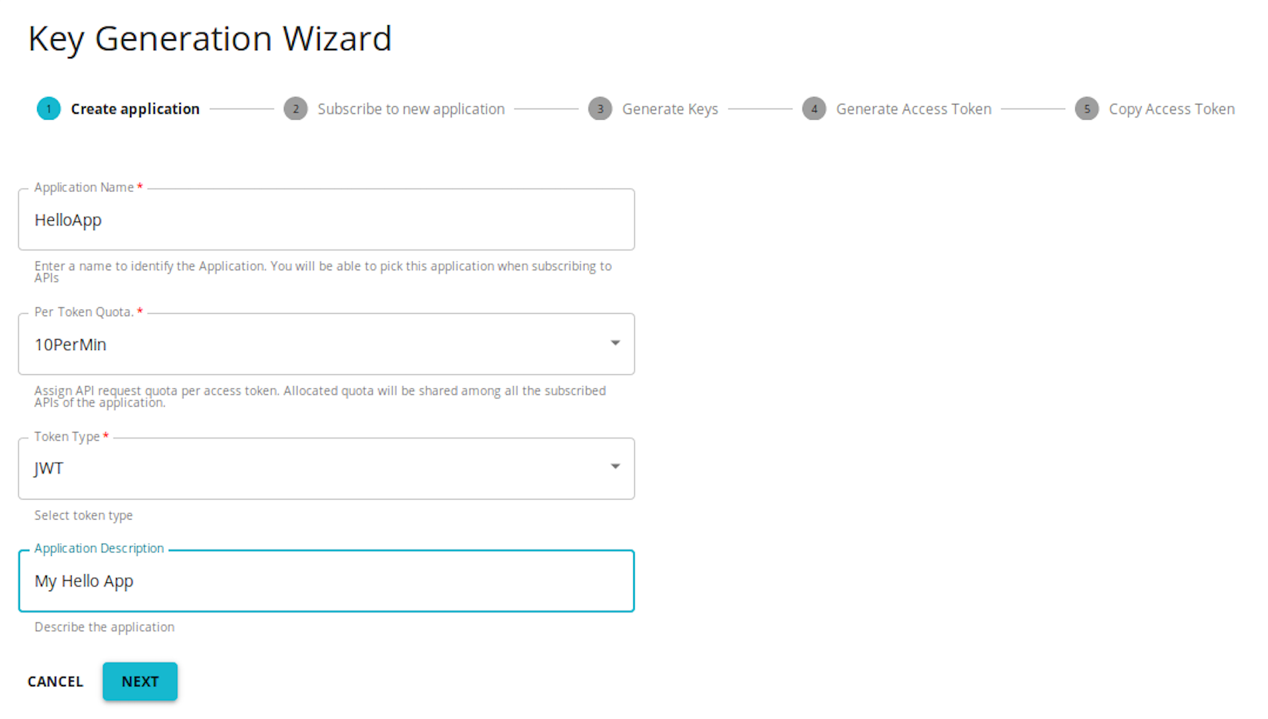 Key Generation Wizard
1 Create application 2 Subscribe to new application 3 Generate Keys 4 Generate Access Token 5 Copy Access Token
Application Name *
HelloApp
Enter a name to identify the Application. You will be able to pick this application when subscribing to
APIs
Per Token Quota. *
10PerMin
Assign API request quota per access token. Allocated quota will be shared among all the subscribed
APIs of the application.
Token Type *
JWT
Select token type
Application Description
My Hello App
Describe the application
CANCEL NEXT